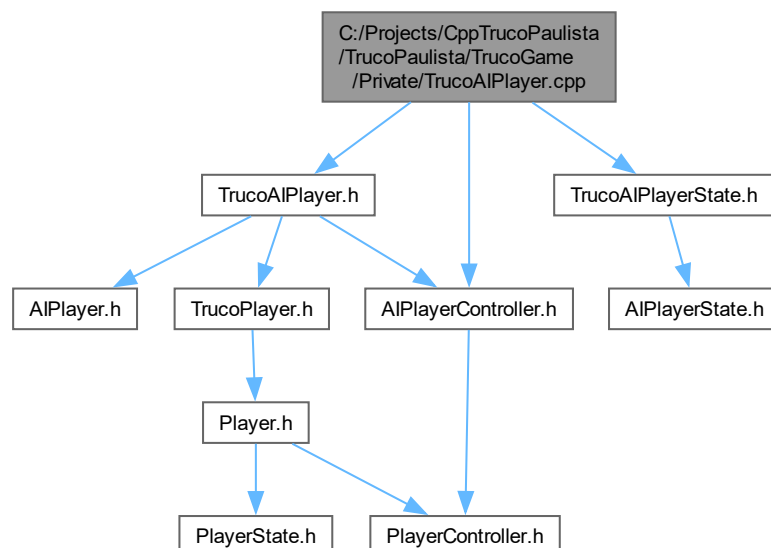 C:/Projects/CppTrucoPaulista
/TrucoPaulista/TrucoGame
/Private/TrucoAIPlayer.cpp
TrucoAIPlayer.h
TrucoAIPlayerState.h
AIPlayer.h
TrucoPlayer.h
AIPlayerController.h
AIPlayerState.h
Player.h
PlayerState.h
PlayerController.h